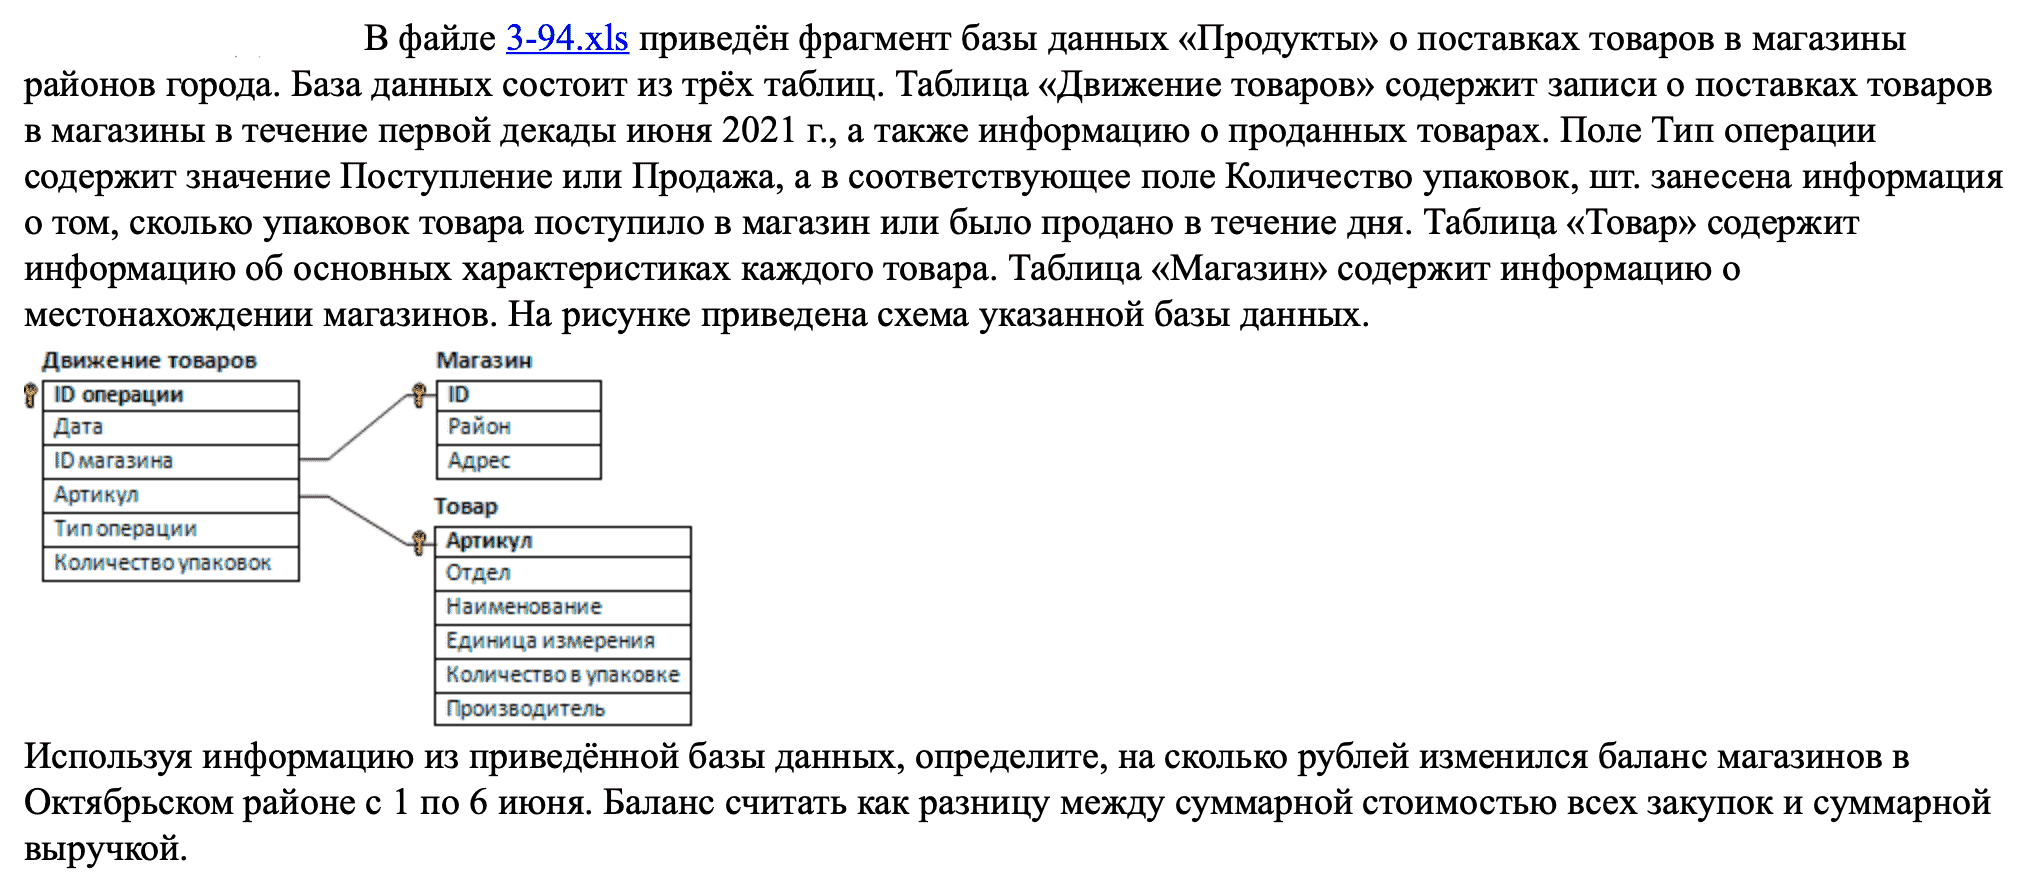 В файле 3-94.xls приведён фрагмент базы данных «Продукты» о поставках товаров в магазины
районов города. База данных состоит из трёх таблиц. Таблица «Движение товаров» содержит записи о поставках товаров
в магазины в течение первой декады июня 2021 г., а также информацию о проданных товарах. Поле Тип операции
содержит значение Поступление или Продажа, а в соответствующее поле Количество упаковок, шт. занесена информация
о том, сколько упаковок товара поступило в магазин или было продано в течение дня. Таблица «Товар» содержит
информацию об основных характеристиках каждого товара. Таблица «Магазин» содержит информацию о
местонахождении магазинов. На рисунке приведена схема указанной базы данных.
Движение товаров
ID операции
Дата
ID магазина
Артикул
Тип операции
Количество упаковок
Магазин
ID
Район
Адрес
Товар
Артикул
Отдел
Наименование
Единица измерения
Количество в упаковке
Производитель
Используя информацию из приведённой базы данных, определите, на сколько рублей изменился баланс магазинов в
Октябрьском районе с 1 по 6 июня. Баланс считать как разницу между суммарной стоимостью всех закупок и суммарной
выручкой.